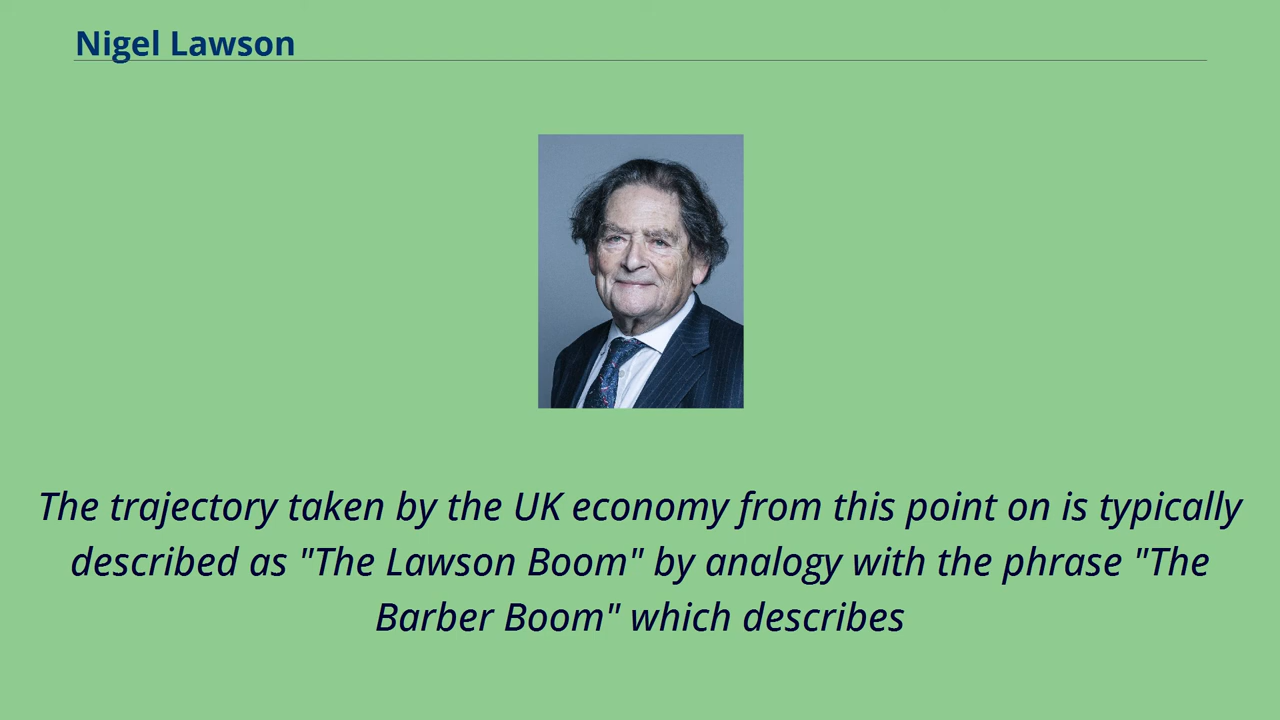 Nigel Lawson
The trajectory taken by the UK economy from this point on is typically
described as "The Lawson Boom" by analogy with the phrase "The
Barber Boom" which describes